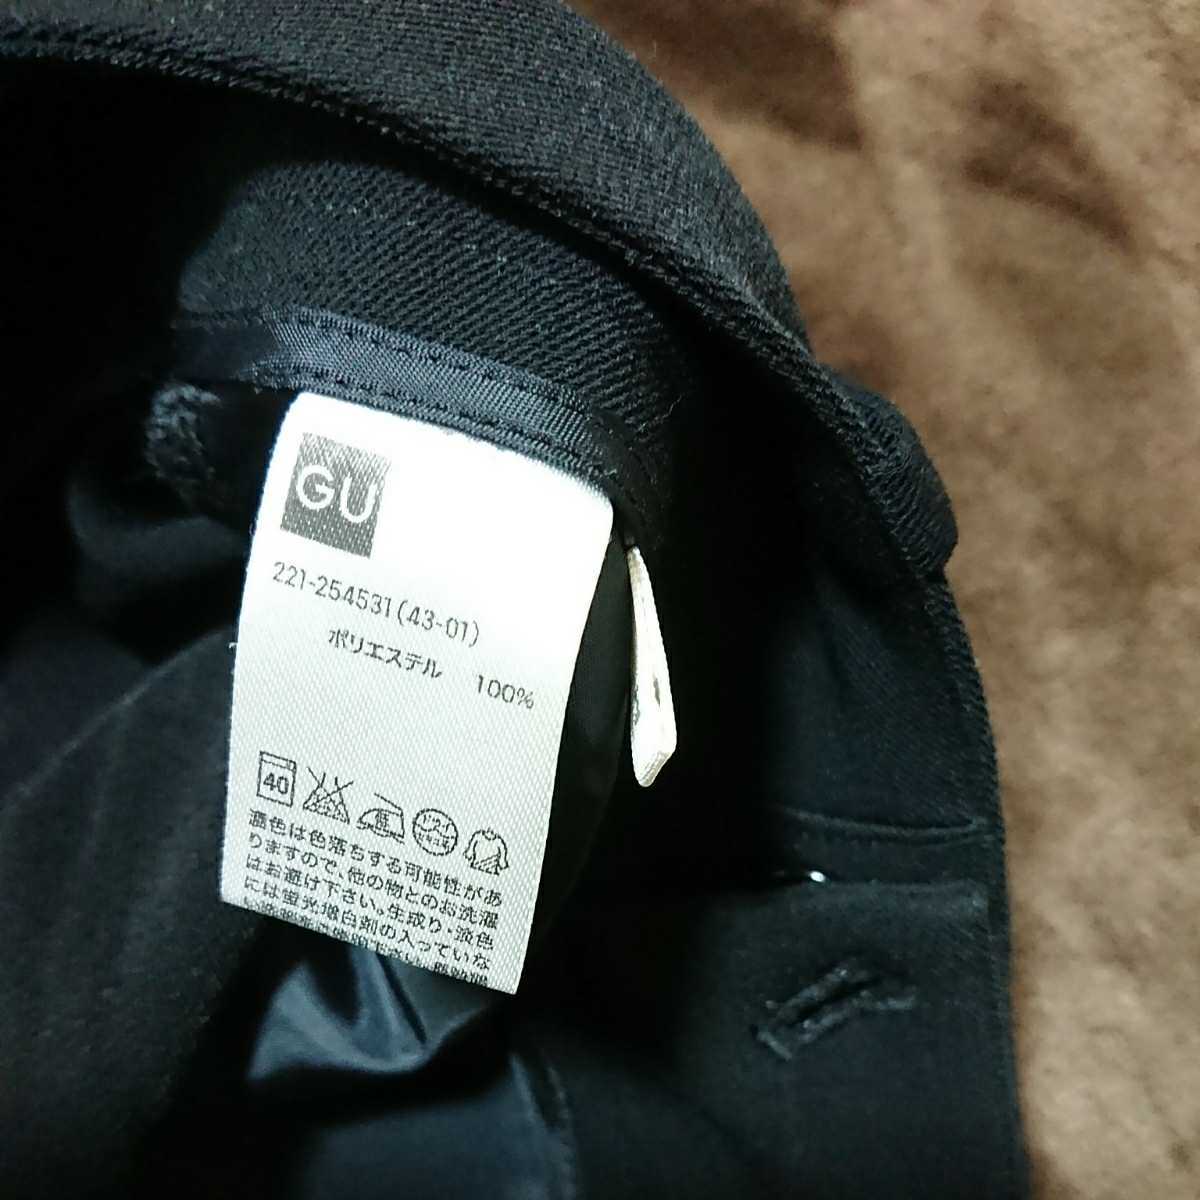 GU
221-254531(43-01)
ポリエステル 100%
40
濃色は色落ちする可能性があ
りますので、他の物とのお洗濯
はお避け下さい。生成り・淡色
には蛍光増白剤の入っていな